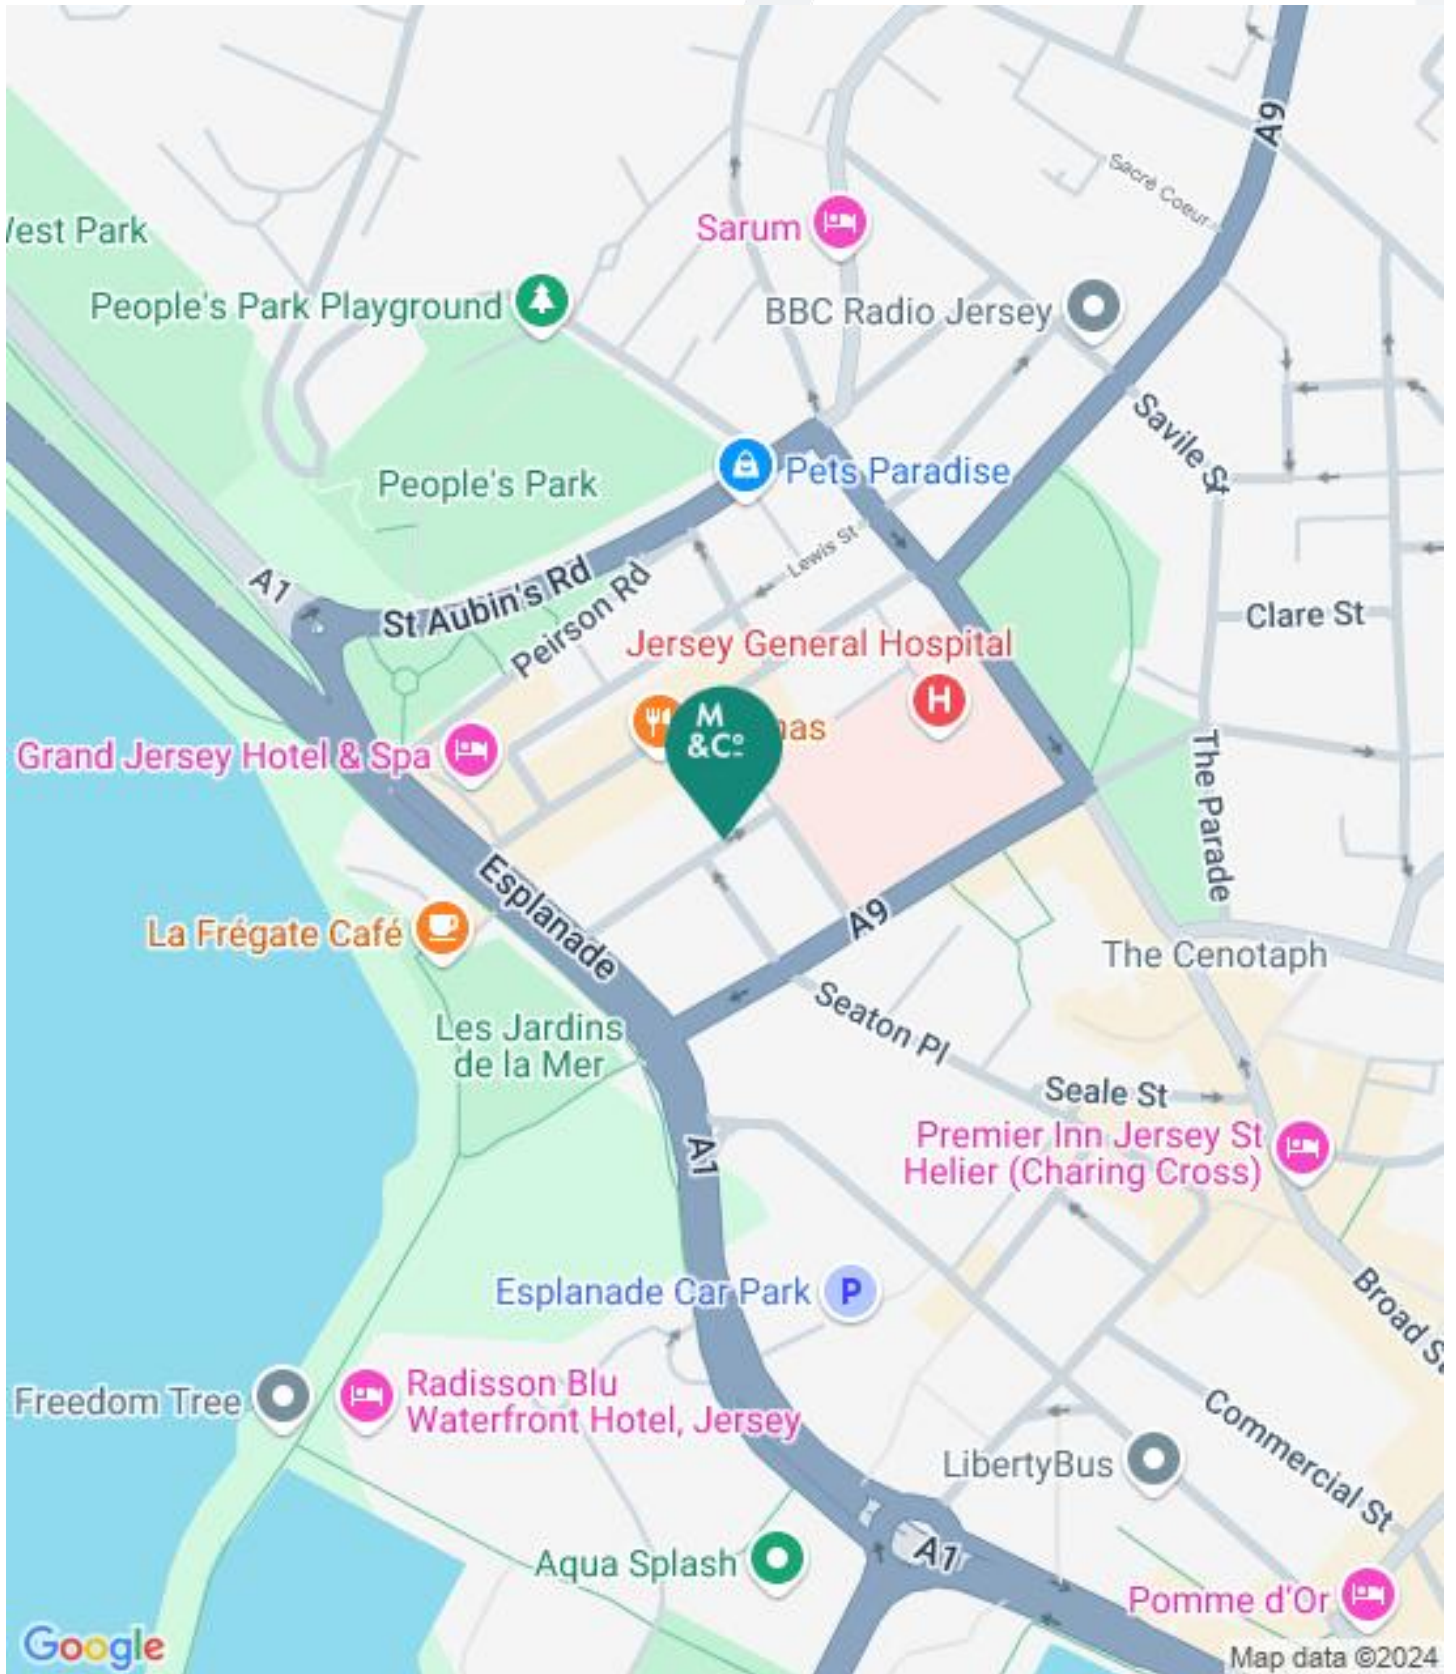 A9
Sacré Coeur
Sarum
West Park
People's Park Playground
BBC Radio Jersey
Savile St
People's Park
Pets Paradise
Lewis St
A1
St Aubin's Rd
Peirson Rd
Clare St
Jersey General Hospital
H
M
&Co
Grand Jersey Hotel & Spa
The Parade
Esplanade
La Frégate Café
A9
The Cenotaph
Seaton Pl
Les Jardins
de la Mer
Seale St
A1
Premier Inn Jersey St
Helier (Charing Cross)
Esplanade Car Park
P
Broad St
Freedom Tree
Radisson Blu
Waterfront Hotel, Jersey
Commercial St
LibertyBus
Aqua Splash
A1
Pomme d'Or
Google
Map data ©2024